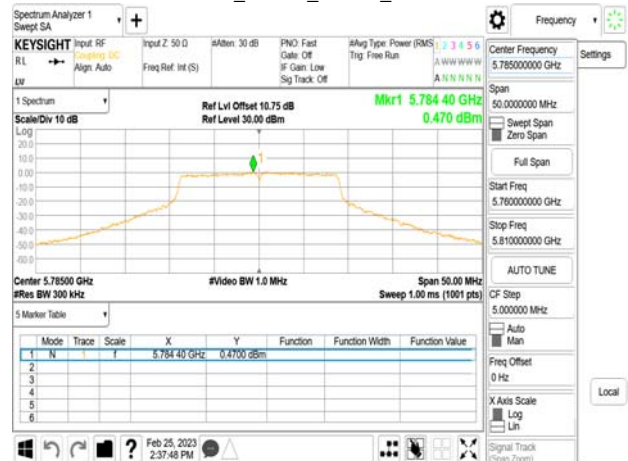 Spectrum Analyzer 1
Swept SA
Frequency
KEYSIGHT
RL
Input: RF
Coupling: DC
Align: Auto
Input Z: 50 Ω
Freq Ref: Int (S)
#Atten: 30 dB
PNO: Fast
Gate: Off
IF Gain: Low
Sig Track: Off
#Avg Type: Power (RMS
Trig: Free Run
1 2 3 4 5 6
A W W W W W
A N N N N N
Center Frequency
5.785000000 GHz
Settings
Span
50.0000000 MHz
Swept Span
Zero Span
Full Span
Start Freq
5.760000000 GHz
Stop Freq
5.810000000 GHz
AUTO TUNE
CF Step
5.000000 MHz
Auto
Man
Freq Offset
0 Hz
X Axis Scale
Log
Lin
Local
Signal Track
(Span Zoom)
1 Spectrum
Scale/Div 10 dB
Ref Lvl Offset 10.75 dB
Ref Level 30.00 dBm
Mkr1 5.784 40 GHz
0.470 dBm
Log
20.0
10.0
0.00
-10.0
-20.0
-30.0
-40.0
-50.0
-60.0
1
Center 5.78500 GHz
#Res BW 300 kHz
#Video BW 1.0 MHz
Span 50.00 MHz
Sweep 1.00 ms (1001 pts)
5 Marker Table
Mode Trace Scale X Y Function Function Width Function Value
1 N 1 f 5.784 40 GHz 0.4700 dBm
2
3
4
5
6
?
Feb 25, 2023
2:37:48 PM